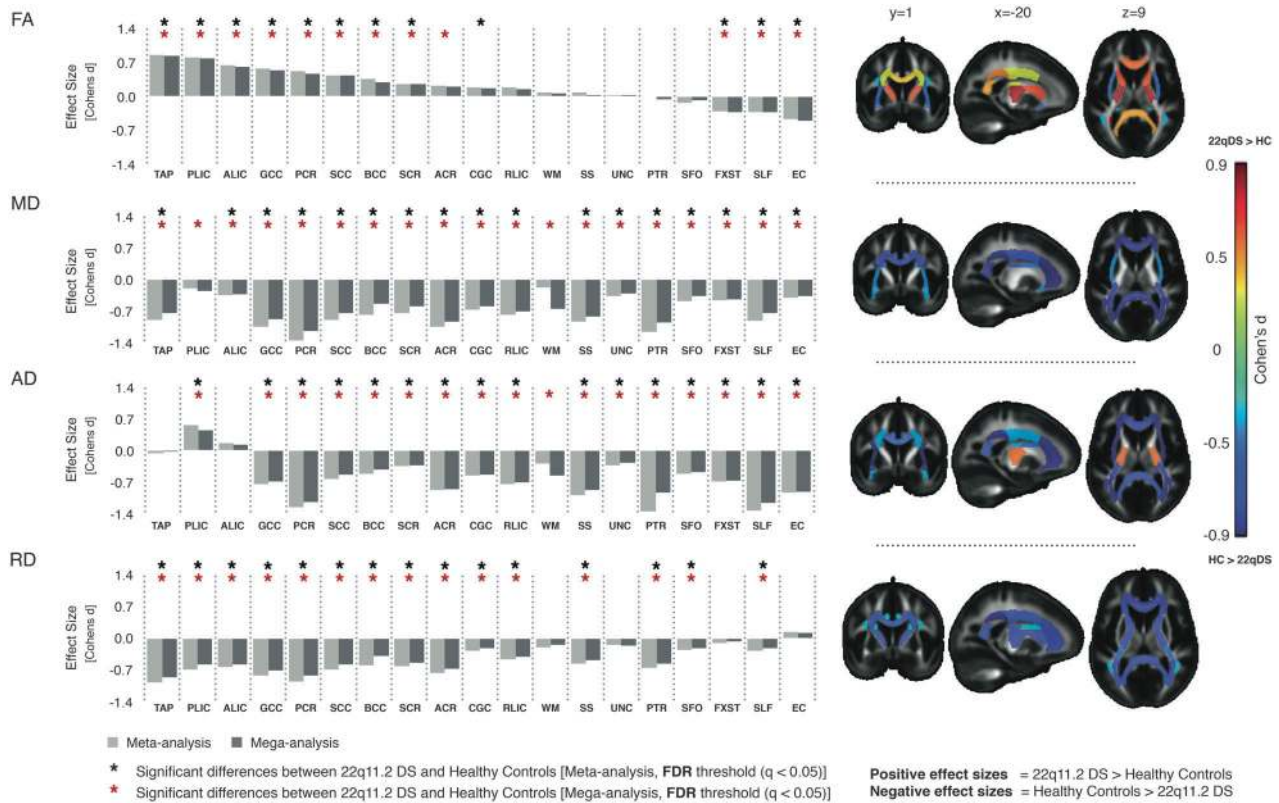 FA
Effect Size
[Cohens d]
1.4
0.7
0.0
-0.7
-1.4
* * * * * * * * * * * * *
* * * * * * * * * * * *
TAP PLIC ALIC GCC PCR SCC BCC SCR ACR CGC RLIC WM SS UNC PTR SFO FXST SLF EC
MD
Effect Size
[Cohens d]
1.4
0.7
0.0
-0.7
-1.4
* * * * * * * * * * * * * * * * *
* * * * * * * * * * * * * * * * * * *
TAP PLIC ALIC GCC PCR SCC BCC SCR ACR CGC RLIC WM SS UNC PTR SFO FXST SLF EC
AD
Effect Size
[Cohens d]
1.4
0.7
0.0
-0.7
-1.4
* * * * * * * * * * * * * * * *
* * * * * * * * * * * * * * * * *
TAP PLIC ALIC GCC PCR SCC BCC SCR ACR CGC RLIC WM SS UNC PTR SFO FXST SLF EC
RD
Effect Size
[Cohens d]
1.4
0.7
0.0
-0.7
-1.4
* * * * * * * * * * * * * * *
* * * * * * * * * * * * * * *
TAP PLIC ALIC GCC PCR SCC BCC SCR ACR CGC RLIC WM SS UNC PTR SFO FXST SLF EC
Meta-analysis Mega-analysis
* Significant differences between 22q11.2 DS and Healthy Controls [Meta-analysis, FDR threshold (q < 0.05)]
* Significant differences between 22q11.2 DS and Healthy Controls [Mega-analysis, FDR threshold (q < 0.05)]
y=1 x=-20 z=9
22qDS > HC
0.9
0.5
0
-0.5
-0.9
Cohen's d
HC > 22qDS
Positive effect sizes = 22q11.2 DS > Healthy Controls
Negative effect sizes = Healthy Controls > 22q11.2 DS